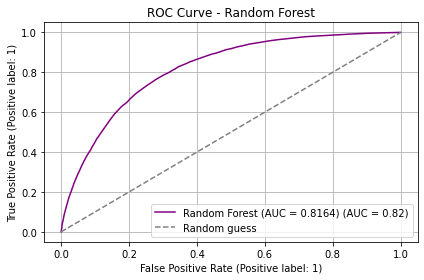 ROC Curve - Random Forest
True Positive Rate (Positive label: 1)
1.0
0.8
0.6
0.4
0.2
0.0
Random Forest (AUC = 0.8164) (AUC = 0.82)
Random guess
0.0 0.2 0.4 0.6 0.8 1.0
False Positive Rate (Positive label: 1)